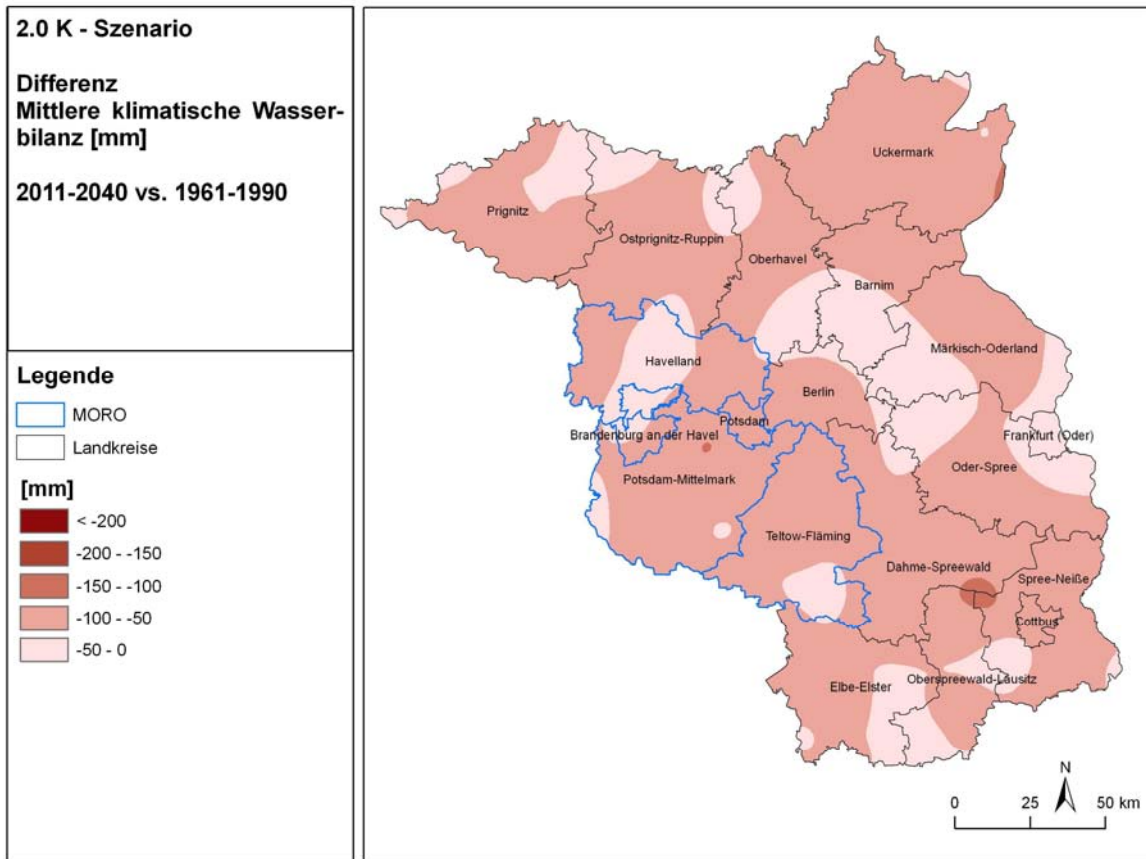 2.0 K - Szenario
Differenz
Mittlere klimatische Wasser-
bilanz [mm]
2011-2040 vs. 1961-1990
Legende
MORO
Landkreise
[mm]
< -200
-200 - -150
-150 - -100
-100 - -50
-50 - 0
Uckermark
Prignitz
Ostprignitz-Ruppin
Oberhavel
Barnim
Märkisch-Oderland
Havelland
Berlin
Potsdam
Brandenburg an der Havel
Frankfurt (Oder)
Oder-Spree
Potsdam-Mittelmark
Teltow-Fläming
Dahme-Spreewald
Spree-Neiße
Cottbus
Elbe-Elster
Oberspreewald-Lausitz
N
0 25 50 km